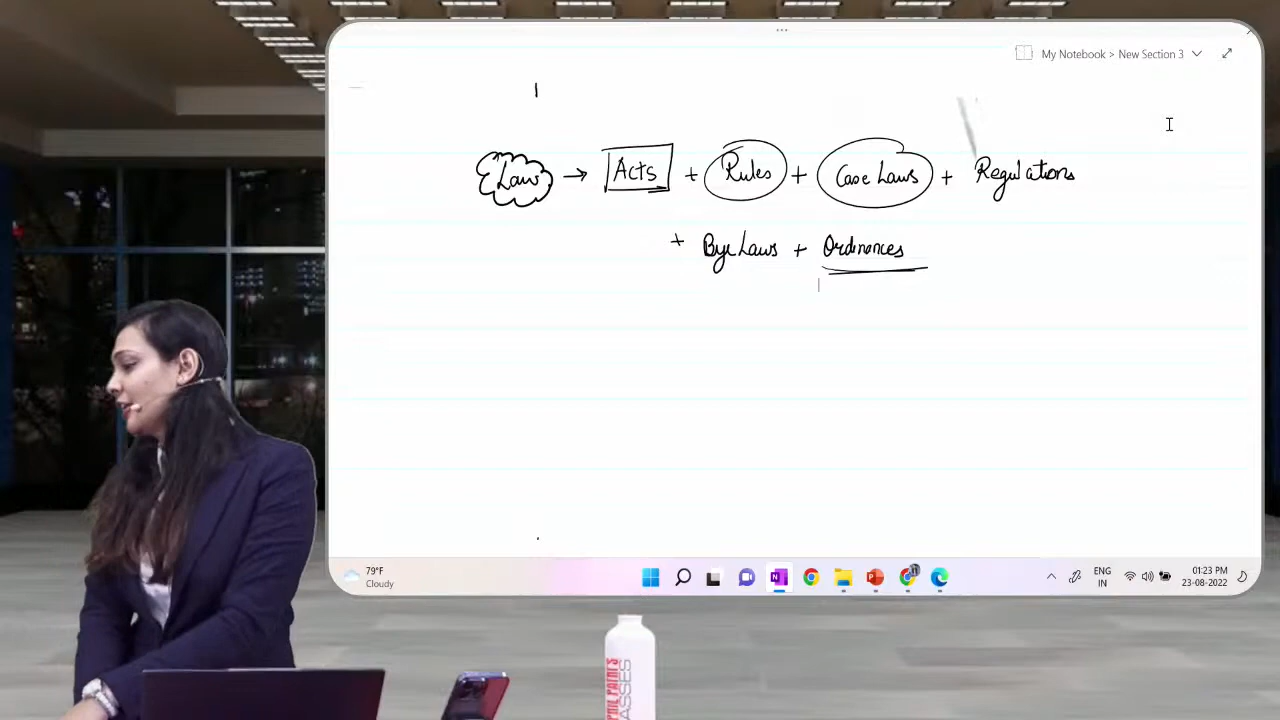 My Notebook > New Section 3
Law → Acts + Rules + Case Laws + Regulations
+ Bye Laws + Ordinances
79°F
Cloudy
ENG
IN
01:23 PM
23-08-2022